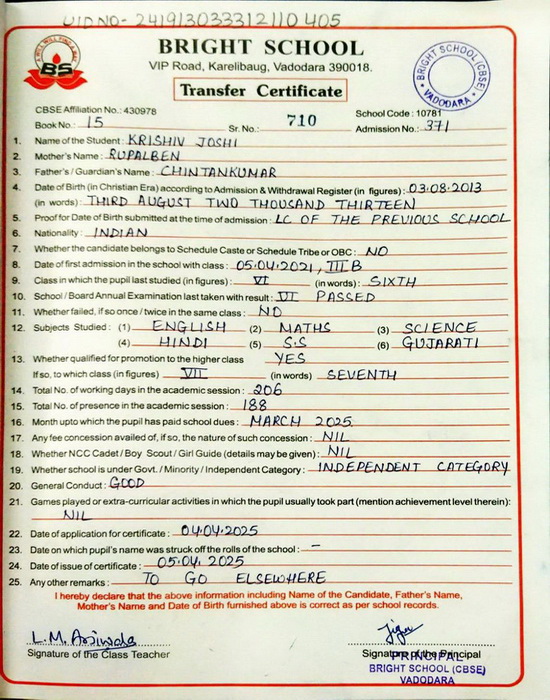 UID NO- 241913033312110 405
BRIGHT SCHOOL
VIP Road, Karelibaug, Vadodara 390018.
Transfer Certificate
BS
BRIGHT SCHOOL (CBSE)
VADODARA
CBSE Affiliation No.: 430978
School Code : 10781
Book No.: 15 Sr. No.: 710 Admission No.: 371
1. Name of the Student: KRISHIV JOSHI
2. Mother's Name : RUPALBEN
3. Father's / Guardian's Name : CHINTANKUMAR
4. Date of Birth (in Christian Era) according to Admission & Withdrawal Register (in figures) : 03.08.2013
(in words) : THIRD AUGUST TWO THOUSAND THIRTEEN
5. Proof for Date of Birth submitted at the time of admission : LC OF THE PREVIOUS SCHOOL
6. Nationality : INDIAN
7. Whether the candidate belongs to Schedule Caste or Schedule Tribe or OBC : NO
8. Date of first admission in the school with class : 05.04.2021, III B
9. Class in which the pupil last studied (in figures) : VI (in words) : SIXTH
10. School / Board Annual Examination last taken with result : VI PASSED
11. Whether failed, if so once / twice in the same class : NO
12. Subjects Studied : (1) ENGLISH (2) MATHS (3) SCIENCE
(4) HINDI (5) S.S (6) GUJARATI
13. Whether qualified for promotion to the higher class YES
If so, to which class (in figures) VII (in words) SEVENTH
14. Total No. of working days in the academic session : 206
15. Total No. of presence in the academic session : 188
16. Month upto which the pupil has paid school dues : MARCH 2025
17. Any fee concession availed of, if so, the nature of such concession : NIL
18. Whether NCC Cadet / Boy Scout / Girl Guide (details may be given) : NIL
19. Whether school is under Govt. / Minority / Independent Category : INDEPENDENT CATEGORY
20. General Conduct : GOOD
21. Games played or extra-curricular activities in which the pupil usually took part (mention achievement level therein):
NIL
22. Date of application for certificate : 04.04.2025
23. Date on which pupil's name was struck off the rolls of the school : –
24. Date of issue of certificate : 05.04.2025
25. Any other remarks : TO GO ELSEWHERE
I hereby declare that the above information including Name of the Candidate, Father's Name,
Mother's Name and Date of Birth furnished above is correct as per school records.
L.M. Ariwala
Signature of the Class Teacher Signature of the Principal
PRINCIPAL
BRIGHT SCHOOL (CBSE)
VADODARA